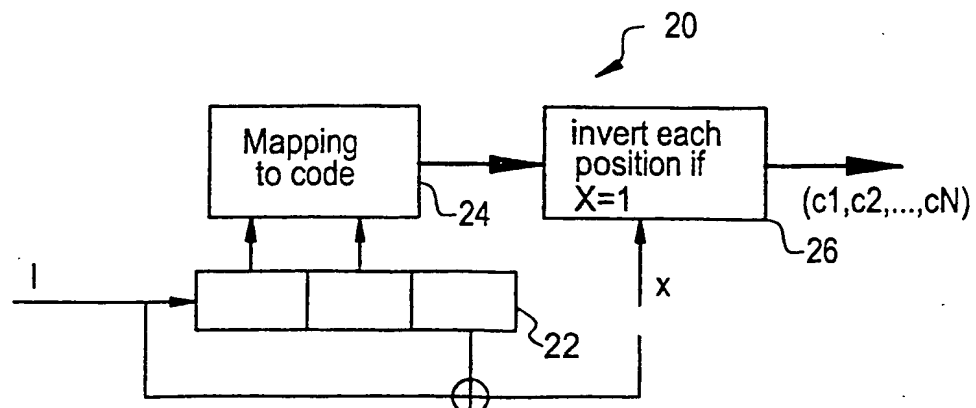 20
Mapping
to code
24
invert each
position if
X=1
26
(c1,c2,...,cN)
I
x
22